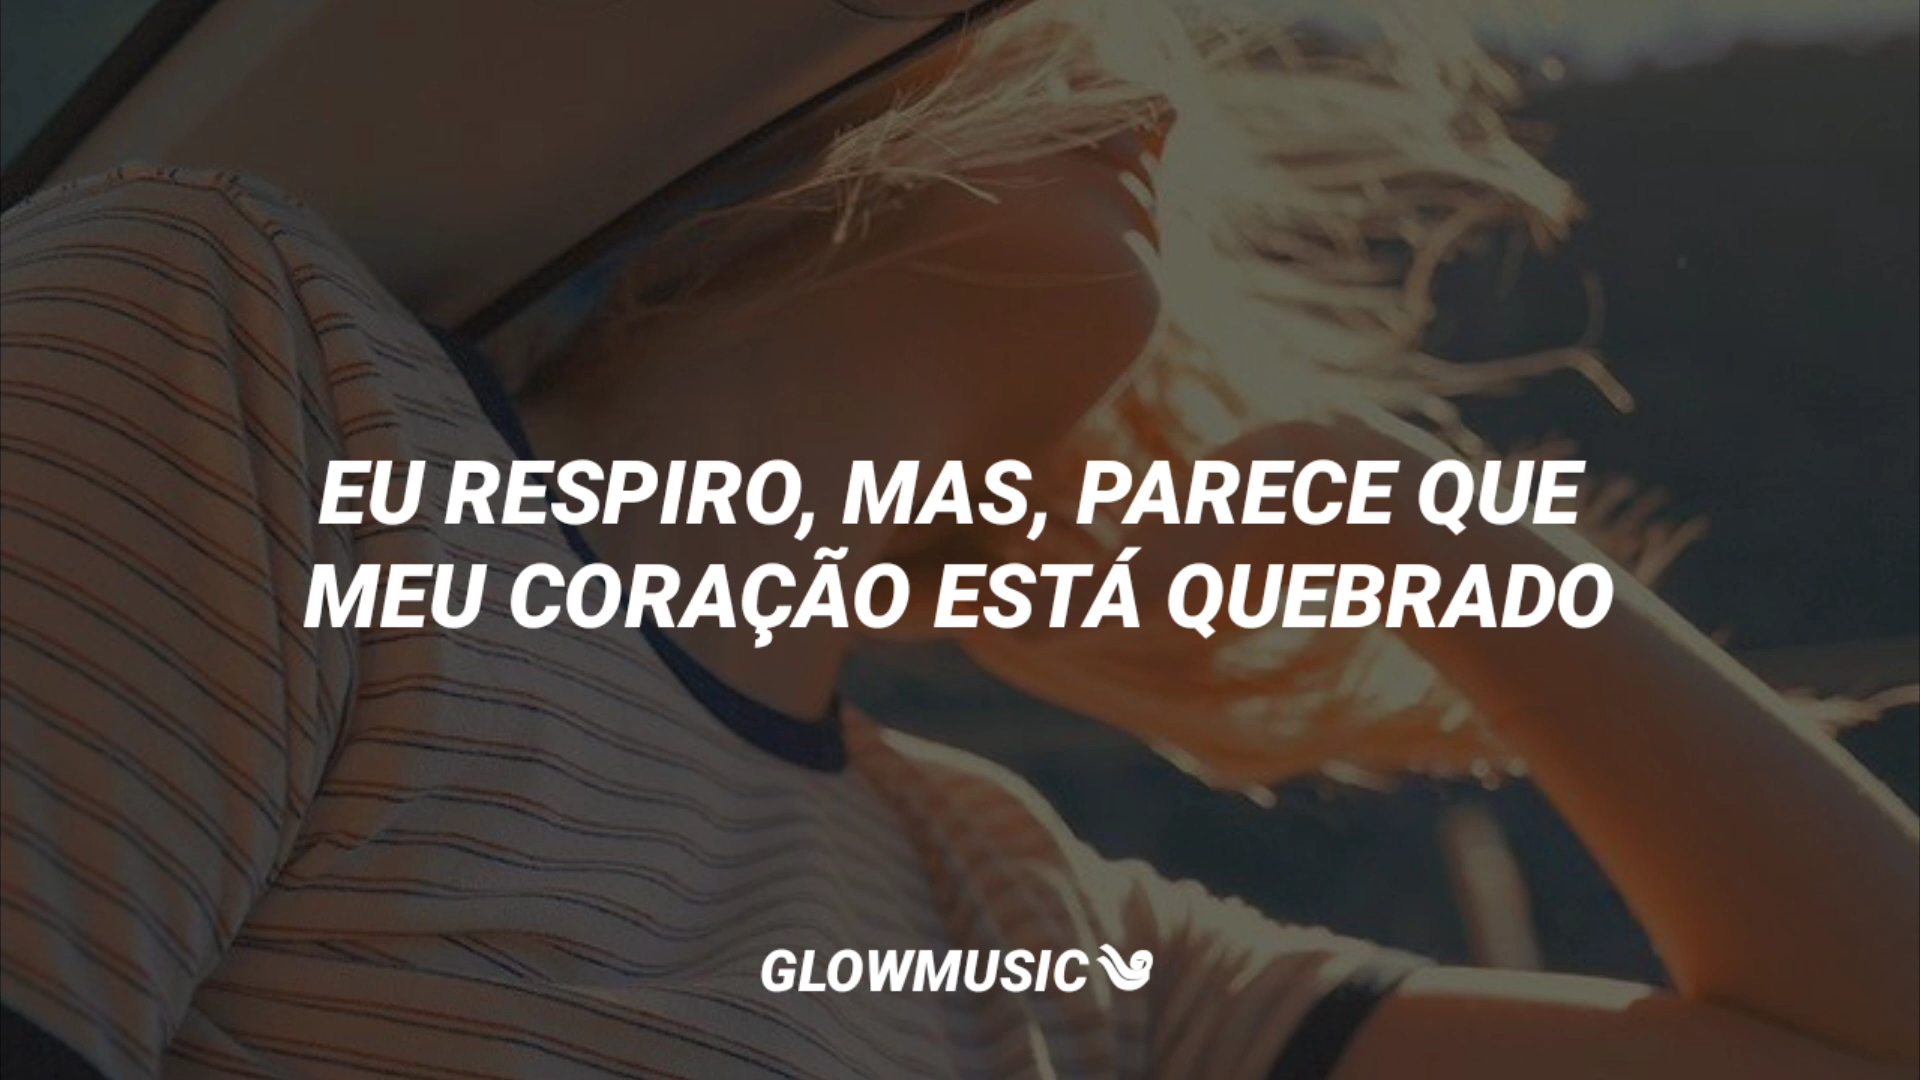 EU RESPIRO, MAS, PARECE QUE
MEU CORAÇÃO ESTÁ QUEBRADO
GLOWMUSIC